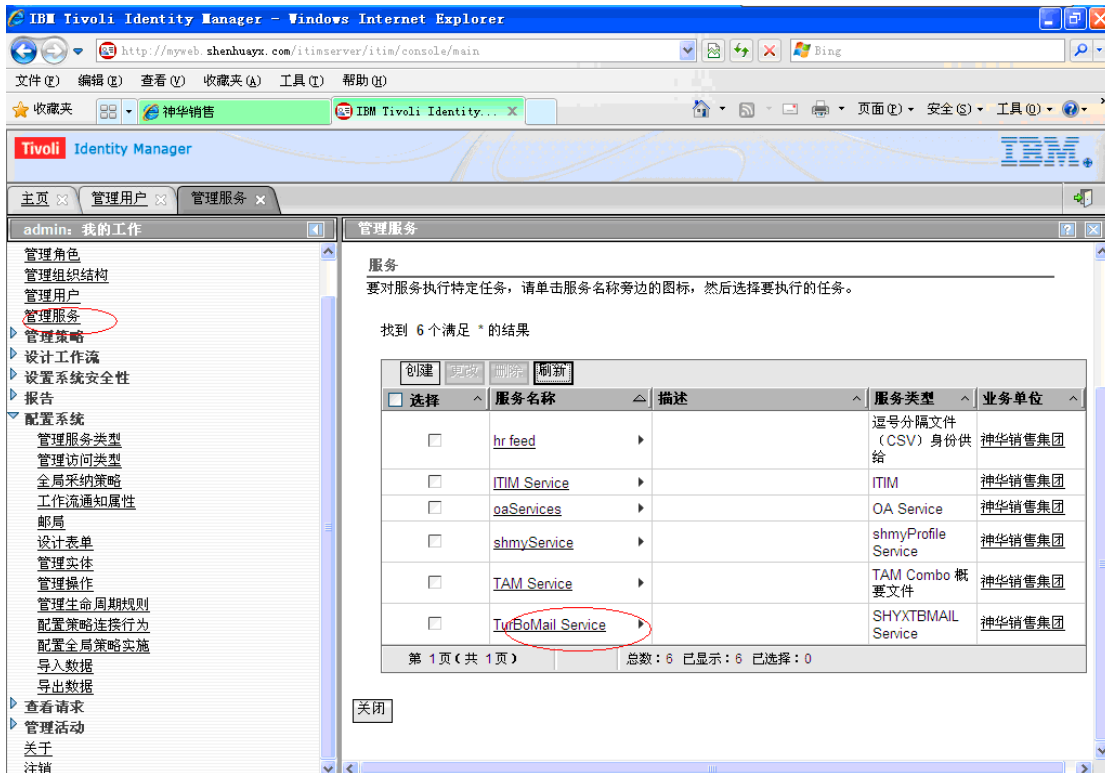 IBM Tivoli Identity Manager - Windows Internet Explorer
http://myweb.shenhuayx.com/itimserver/itim/console/main
Bing
文件(F) 编辑(E) 查看(V) 收藏夹(A) 工具(T) 帮助(H)
收藏夹 神华销售 IBM Tivoli Identity... X 页面(P) 安全(S) 工具(O)
Tivoli Identity Manager
IBM.
主页 管理用户 管理服务
admin: 我的工作
管理角色
管理组织结构
管理用户
管理服务
管理策略
设计工作流
设置系统安全性
报告
配置系统
管理服务类型
管理访问类型
全局采纳策略
工作流通知属性
邮局
设计表单
管理实体
管理操作
管理生命周期规则
配置策略连接行为
配置全局策略实施
导入数据
导出数据
查看请求
管理活动
关于
注销
管理服务
服务
要对服务执行特定任务，请单击服务名称旁边的图标，然后选择要执行的任务。
找到 6个满足 *的结果
创建 更改 删除 刷新
选择 服务名称 描述 服务类型 业务单位
hr feed 逗号分隔文件（CSV）身份供给 神华销售集团
ITIM Service ITIM 神华销售集团
oaServices OA Service 神华销售集团
shmyService shmyProfile Service 神华销售集团
TAM Service TAM Combo 概要文件 神华销售集团
TurBoMail Service SHYXTBMAIL Service 神华销售集团
第 1页(共 1页) 总数：6 已显示：6 已选择：0
关闭